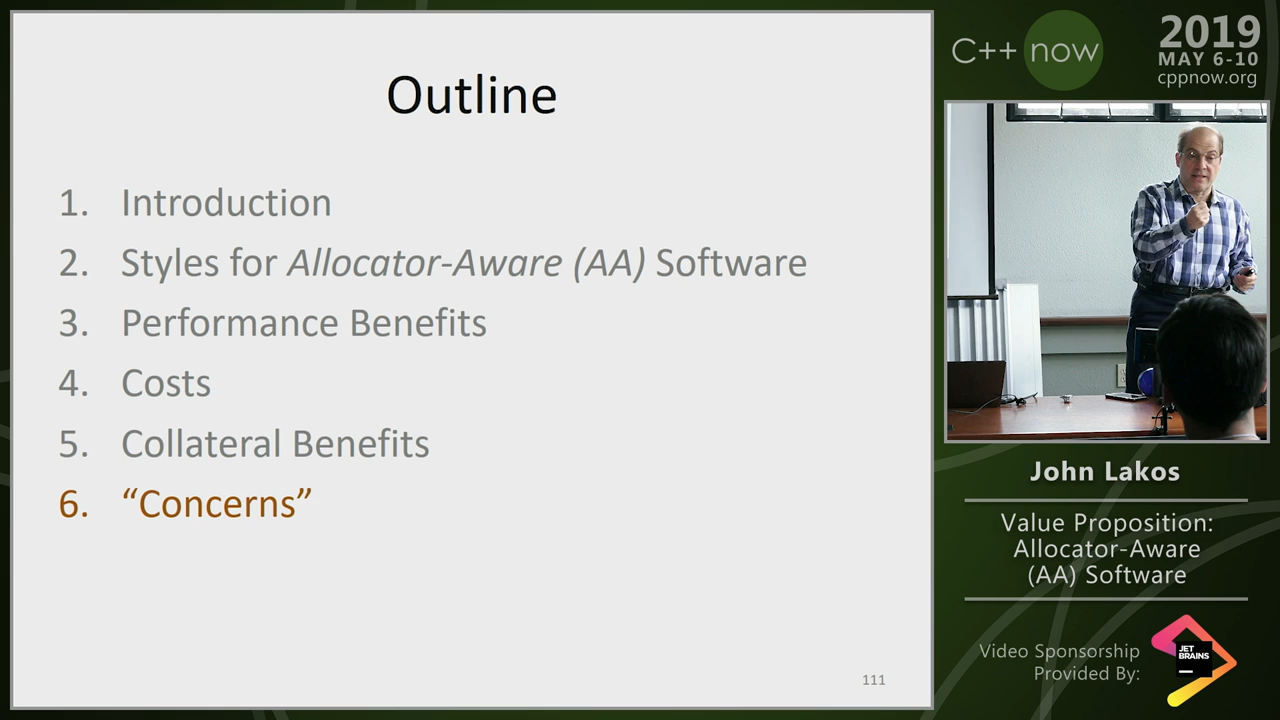 Outline
1. Introduction
2. Styles for Allocator-Aware (AA) Software
3. Performance Benefits
4. Costs
5. Collateral Benefits
6. “Concerns”
111
C++ now
2019
MAY 6-10
cppnow.org
John Lakos
Value Proposition:
Allocator-Aware
(AA) Software
Video Sponsorship
Provided By:
JET
BRAINS